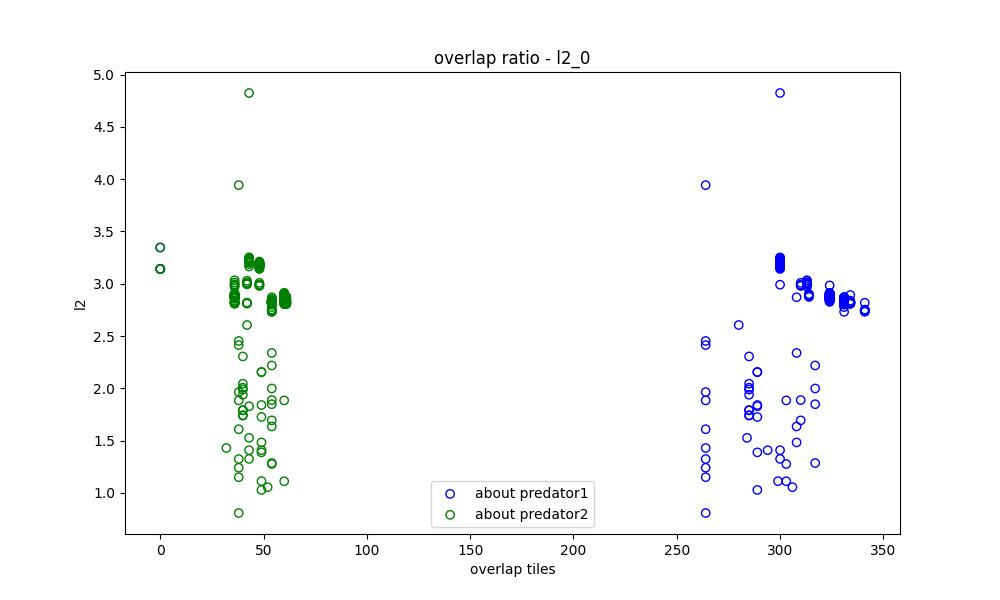 overlap ratio - l2_0
5.0
4.5
4.0
3.5
3.0
2.5
2.0
1.5
1.0
l2
0 50 100 150 200 250 300 350
overlap tiles
about predator1
about predator2